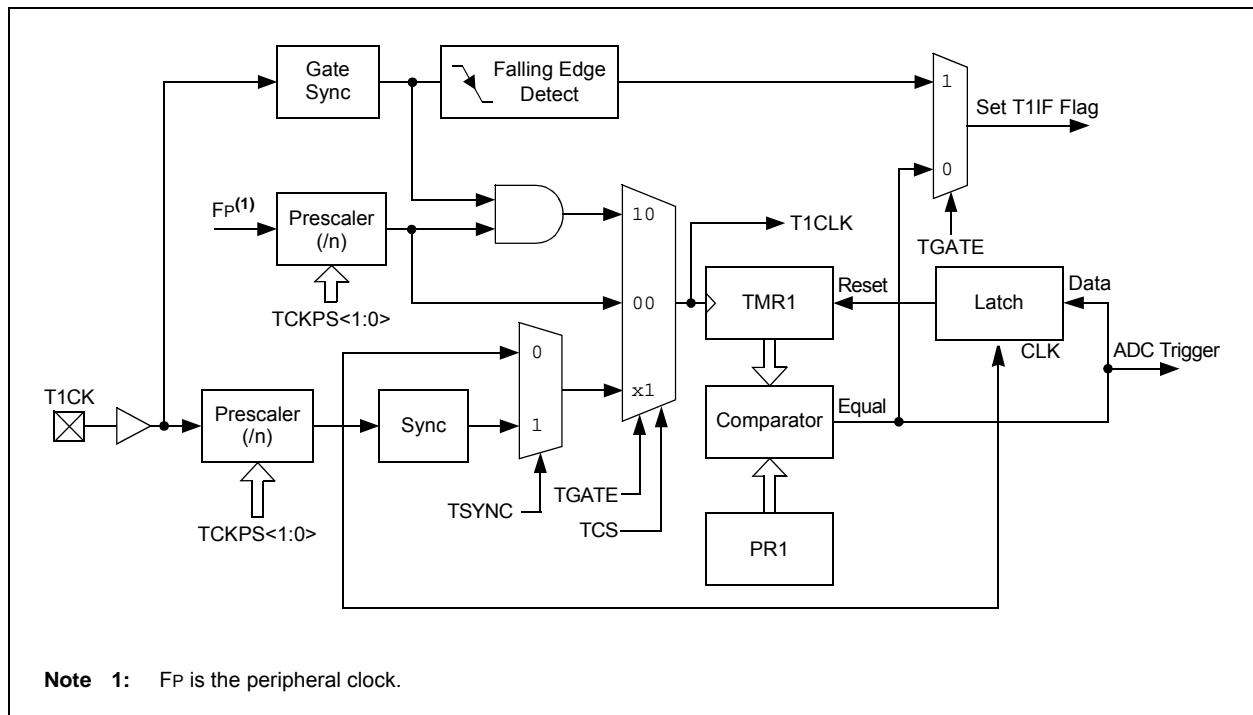 Gate
Sync
Falling Edge
Detect
1
Set T1IF Flag
0
TGATE
FP(1)
Prescaler
(/n)
TCKPS<1:0>
10
00
x1
T1CLK
TMR1
Reset
Latch
Data
CLK
ADC Trigger
0
1
T1CK
Prescaler
(/n)
Sync
TCKPS<1:0>
TSYNC
TGATE
TCS
Comparator
Equal
PR1
Note 1: FP is the peripheral clock.